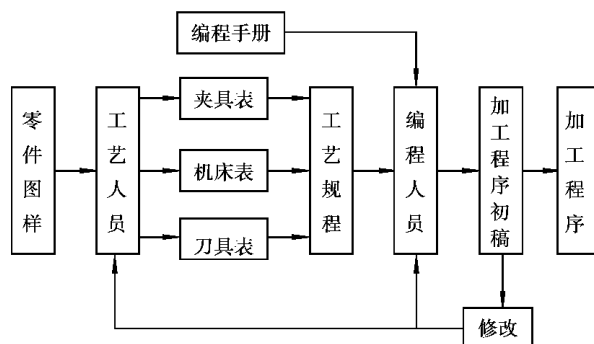 编程手册
零件图样
工艺人员
夹具表
机床表
刀具表
工艺规程
编程人员
加工程序初稿
加工程序
修改